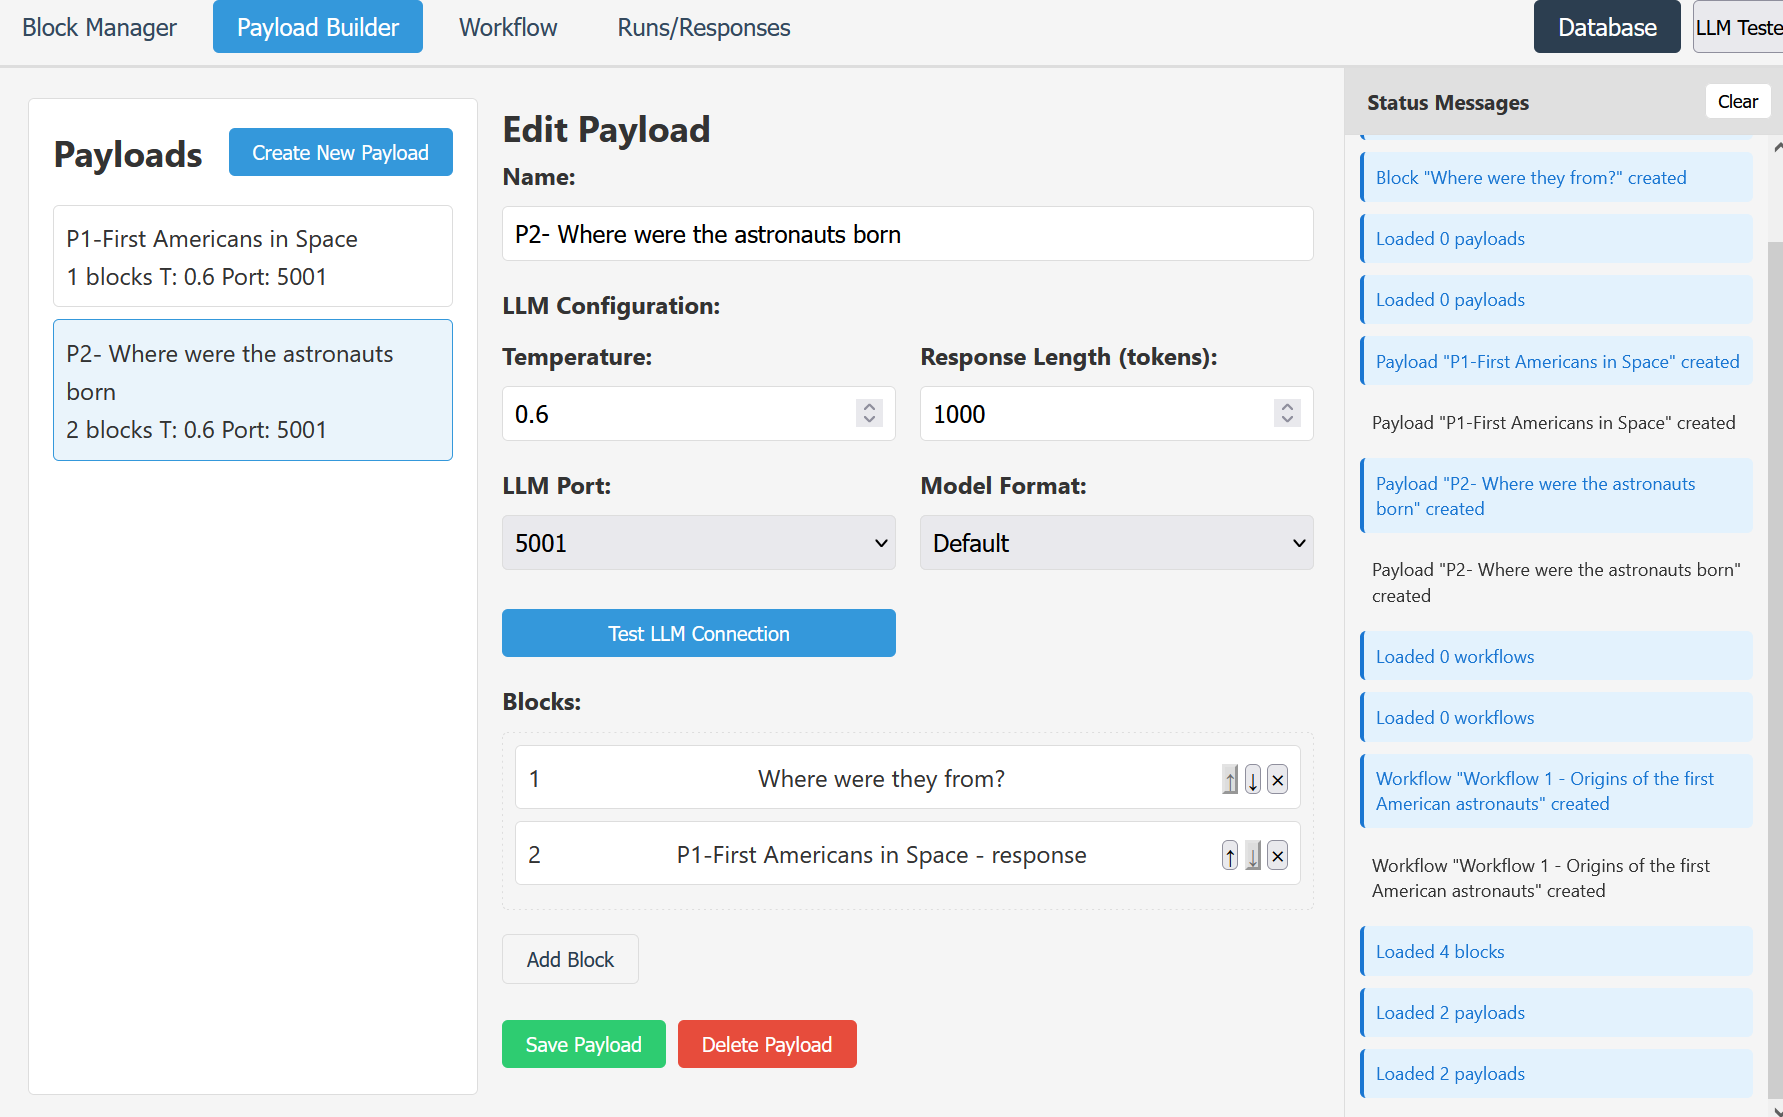 Block Manager
Payload Builder
Workflow
Runs/Responses
Database
LLM Teste
Payloads
Create New Payload
P1-First Americans in Space
1 blocks T: 0.6 Port: 5001
P2- Where were the astronauts
born
2 blocks T: 0.6 Port: 5001
Edit Payload
Name:
P2- Where were the astronauts born
LLM Configuration:
Temperature:
Response Length (tokens):
0.6
1000
LLM Port:
Model Format:
5001
Default
Test LLM Connection
Blocks:
1
Where were they from?
↑ ↓ ×
2
P1-First Americans in Space - response
↑ ↓ ×
Add Block
Save Payload
Delete Payload
Status Messages
Clear
Block "Where were they from?" created
Loaded 0 payloads
Loaded 0 payloads
Payload "P1-First Americans in Space" created
Payload "P1-First Americans in Space" created
Payload "P2- Where were the astronauts
born" created
Payload "P2- Where were the astronauts born"
created
Loaded 0 workflows
Loaded 0 workflows
Workflow "Workflow 1 - Origins of the first
American astronauts" created
Workflow "Workflow 1 - Origins of the first
American astronauts" created
Loaded 4 blocks
Loaded 2 payloads
Loaded 2 payloads